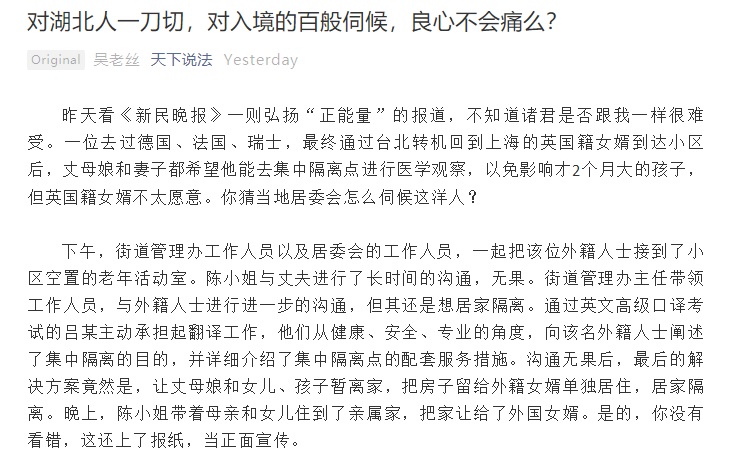 对湖北人一刀切，对入境的百般伺候，良心不会痛么？
Original 吴老丝 天下说法 Yesterday
昨天看《新民晚报》一则弘扬“正能量”的报道，不知道诸君是否跟我一样很难
受。一位去过德国、法国、瑞士，最终通过台北转机回到上海的英国籍女婿到达小区
后，丈母娘和妻子都希望他能去集中隔离点进行医学观察，以免影响才2个月大的孩子，
但英国籍女婿不太愿意。你猜当地居委会怎么伺候这洋人？
下午，街道管理办工作人员以及居委会的工作人员，一起把该位外籍人士接到了小
区空置的老年活动室。陈小姐与丈夫进行了长时间的沟通，无果。街道管理办主任带领
工作人员，与外籍人士进行进一步的沟通，但其还是想居家隔离。通过英文高级口译考
试的吕某主动承担起翻译工作，他们从健康、安全、专业的角度，向该名外籍人士阐述
了集中隔离的目的，并详细介绍了集中隔离点的配套服务措施。沟通无果后，最后的解
决方案竟然是，让丈母娘和女儿、孩子暂离家，把房子留给外籍女婿单独居住，居家隔
离。晚上，陈小姐带着母亲和女儿住到了亲属家，把家让给了外国女婿。是的，你没有
看错，这还上了报纸，当正面宣传。